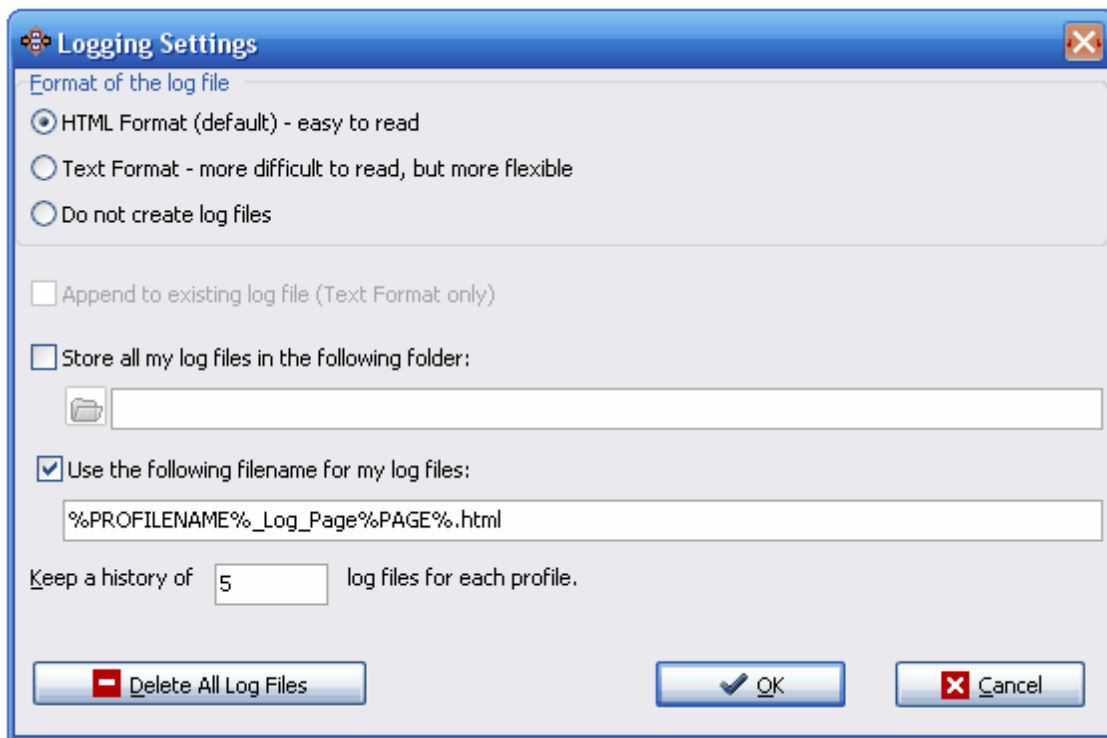 Logging Settings
Format of the log file
HTML Format (default) - easy to read
Text Format - more difficult to read, but more flexible
Do not create log files
Append to existing log file (Text Format only)
Store all my log files in the following folder:
Use the following filename for my log files:
%PROFILENAME%_Log_Page%PAGE%.html
Keep a history of 5 log files for each profile.
Delete All Log Files OK Cancel